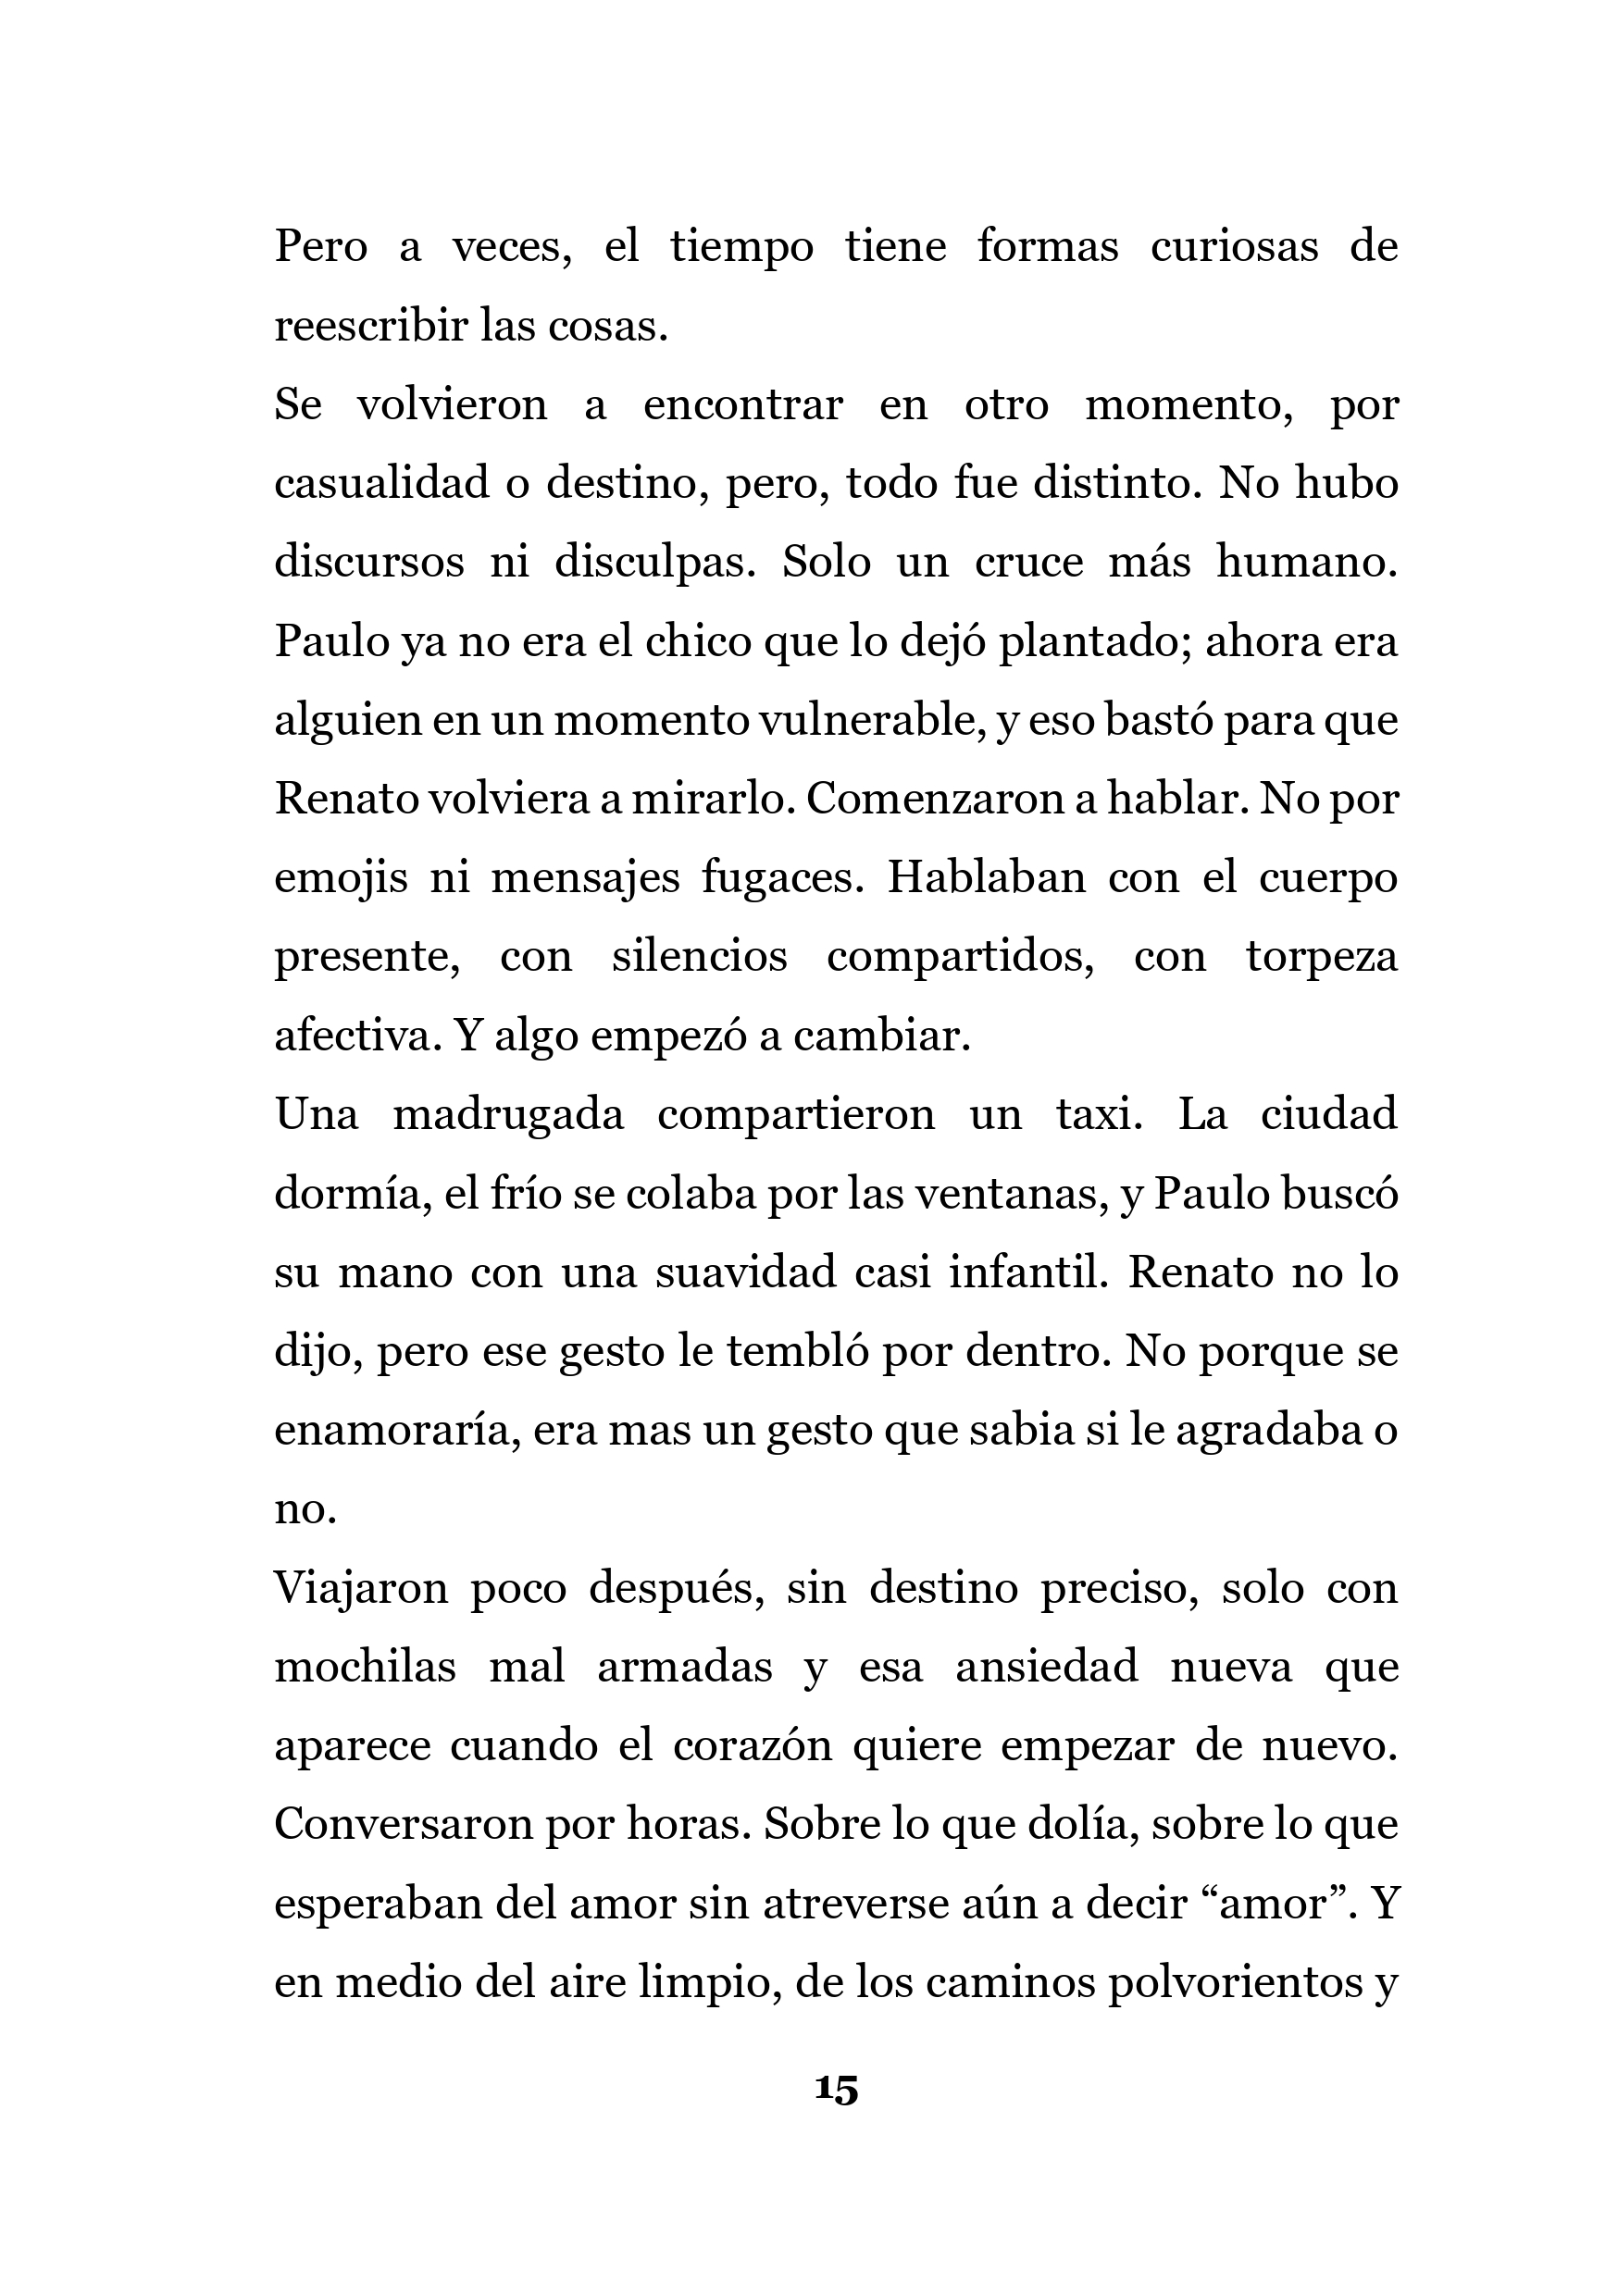 Pero a veces, el tiempo tiene formas curiosas de
reescribir las cosas.
Se volvieron a encontrar en otro momento, por
casualidad o destino, pero, todo fue distinto. No hubo
discursos ni disculpas. Solo un cruce más humano.
Paulo ya no era el chico que lo dejó plantado; ahora era
alguien en un momento vulnerable, y eso bastó para que
Renato volviera a mirarlo. Comenzaron a hablar. No por
emojis ni mensajes fugaces. Hablaban con el cuerpo
presente, con silencios compartidos, con torpeza
afectiva. Y algo empezó a cambiar.
Una madrugada compartieron un taxi. La ciudad
dormía, el frío se colaba por las ventanas, y Paulo buscó
su mano con una suavidad casi infantil. Renato no lo
dijo, pero ese gesto le tembló por dentro. No porque se
enamoraría, era mas un gesto que sabia si le agradaba o
no.
Viajaron poco después, sin destino preciso, solo con
mochilas mal armadas y esa ansiedad nueva que
aparece cuando el corazón quiere empezar de nuevo.
Conversaron por horas. Sobre lo que dolía, sobre lo que
esperaban del amor sin atreverse aún a decir “amor”. Y
en medio del aire limpio, de los caminos polvorientos y
15